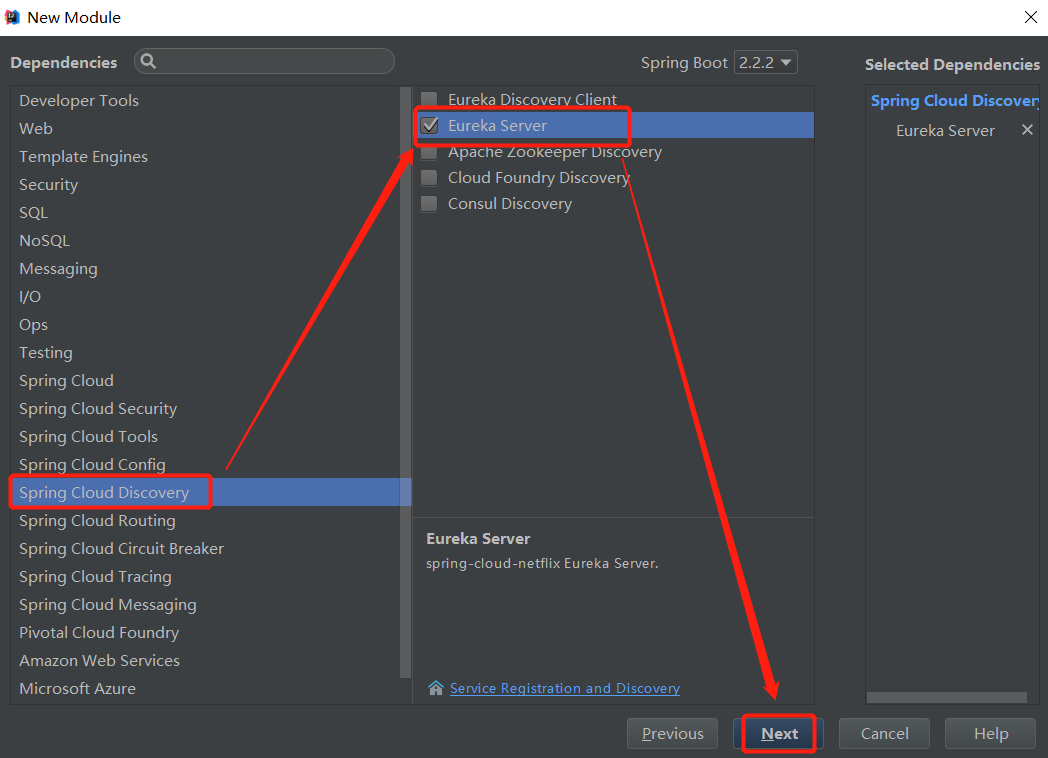 New Module
Dependencies
Spring Boot 2.2.2
Selected Dependencies
Developer Tools
Web
Template Engines
Security
SQL
NoSQL
Messaging
I/O
Ops
Testing
Spring Cloud
Spring Cloud Security
Spring Cloud Tools
Spring Cloud Config
Spring Cloud Discovery
Spring Cloud Routing
Spring Cloud Circuit Breaker
Spring Cloud Tracing
Spring Cloud Messaging
Pivotal Cloud Foundry
Amazon Web Services
Microsoft Azure
Eureka Discovery Client
Eureka Server
Apache Zookeeper Discovery
Cloud Foundry Discovery
Consul Discovery
Eureka Server
spring-cloud-netflix Eureka Server.
Service Registration and Discovery
Spring Cloud Discovery
Eureka Server
Previous
Next
Cancel
Help